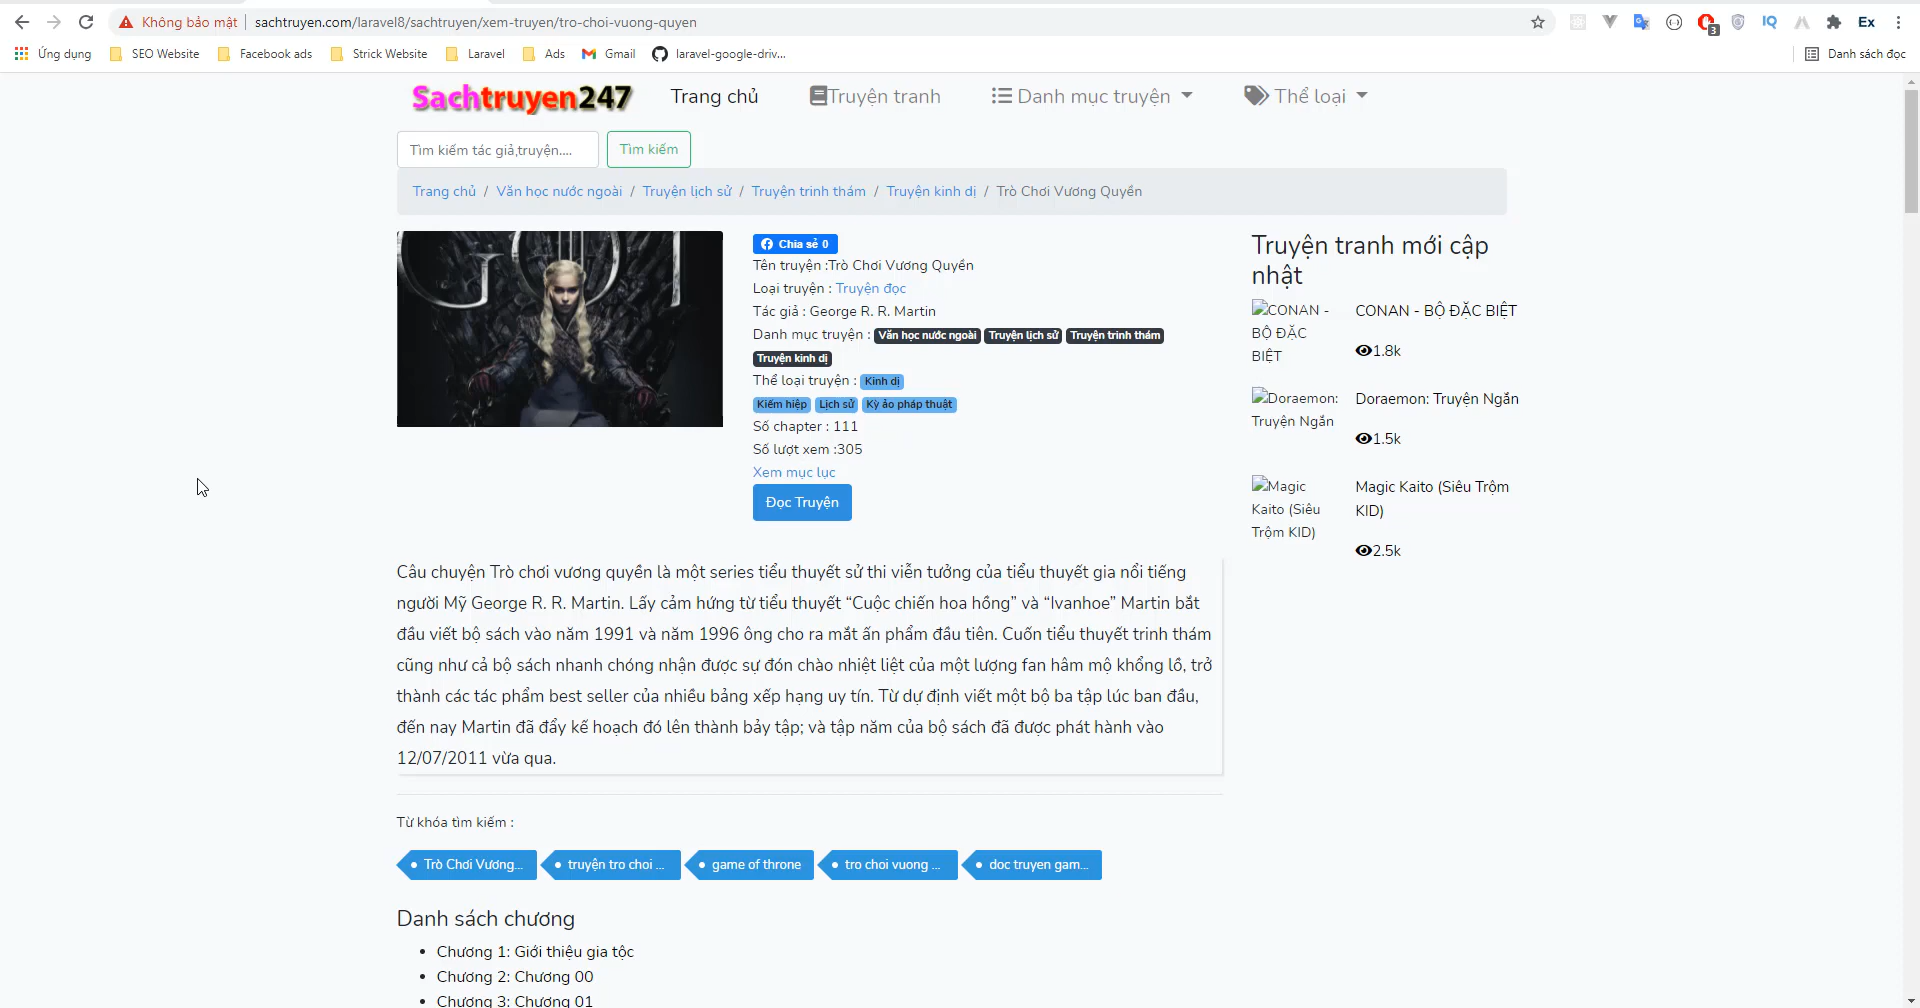 Không bảo mật
sachtruyen.com/laravel8/sachtruyen/xem-truyen/tro-choi-vuong-quyen
3
IQ
Ex
Ứng dụng
SEO Website
Facebook ads
Strick Website
Laravel
Ads
Gmail
laravel-google-driv...
Danh sách đọc
Sachtruyen247
Trang chủ
Truyện tranh
Danh mục truyện
Thể loại
Tìm kiếm tác giả,truyện....
Tìm kiếm
Trang chủ / Văn học nước ngoài / Truyện lịch sử / Truyện trinh thám / Truyện kinh dị / Trò Chơi Vương Quyền
GOT
Chia sẻ 0
Tên truyện :Trò Chơi Vương Quyền
Loại truyện : Truyện đọc
Tác giả : George R. R. Martin
Danh mục truyện : Văn học nước ngoài Truyện lịch sử Truyện trinh thám
Truyện kinh dị
Thể loại truyện : Kinh dị
Kiếm hiệp Lịch sử Kỳ ảo pháp thuật
Số chapter : 111
Số lượt xem :305
Xem mục lục
Đọc Truyện
Truyện tranh mới cập
nhật
CONAN -
BỘ ĐẶC
BIỆT
CONAN - BỘ ĐẶC BIỆT
1.8k
Doraemon:
Truyện Ngắn
Doraemon: Truyện Ngắn
1.5k
Magic
Kaito (Siêu
Trộm KID)
Magic Kaito (Siêu Trộm
KID)
2.5k
Câu chuyện Trò chơi vương quyền là một series tiểu thuyết sử thi viễn tưởng của tiểu thuyết gia nổi tiếng
người Mỹ George R. R. Martin. Lấy cảm hứng từ tiểu thuyết “Cuộc chiến hoa hồng” và “Ivanhoe” Martin bắt
đầu viết bộ sách vào năm 1991 và năm 1996 ông cho ra mắt ấn phẩm đầu tiên. Cuốn tiểu thuyết trinh thám
cũng như cả bộ sách nhanh chóng nhận được sự đón chào nhiệt liệt của một lượng fan hâm mộ khổng lồ, trở
thành các tác phẩm best seller của nhiều bảng xếp hạng uy tín. Từ dự định viết một bộ ba tập lúc ban đầu,
đến nay Martin đã đẩy kế hoạch đó lên thành bảy tập; và tập năm của bộ sách đã được phát hành vào
12/07/2011 vừa qua.
Từ khóa tìm kiếm :
Trò Chơi Vương...
truyện tro choi ...
game of throne
tro choi vuong ...
doc truyen gam...
Danh sách chương
Chương 1: Giới thiệu gia tộc
Chương 2: Chương 00
Chương 3: Chương 01